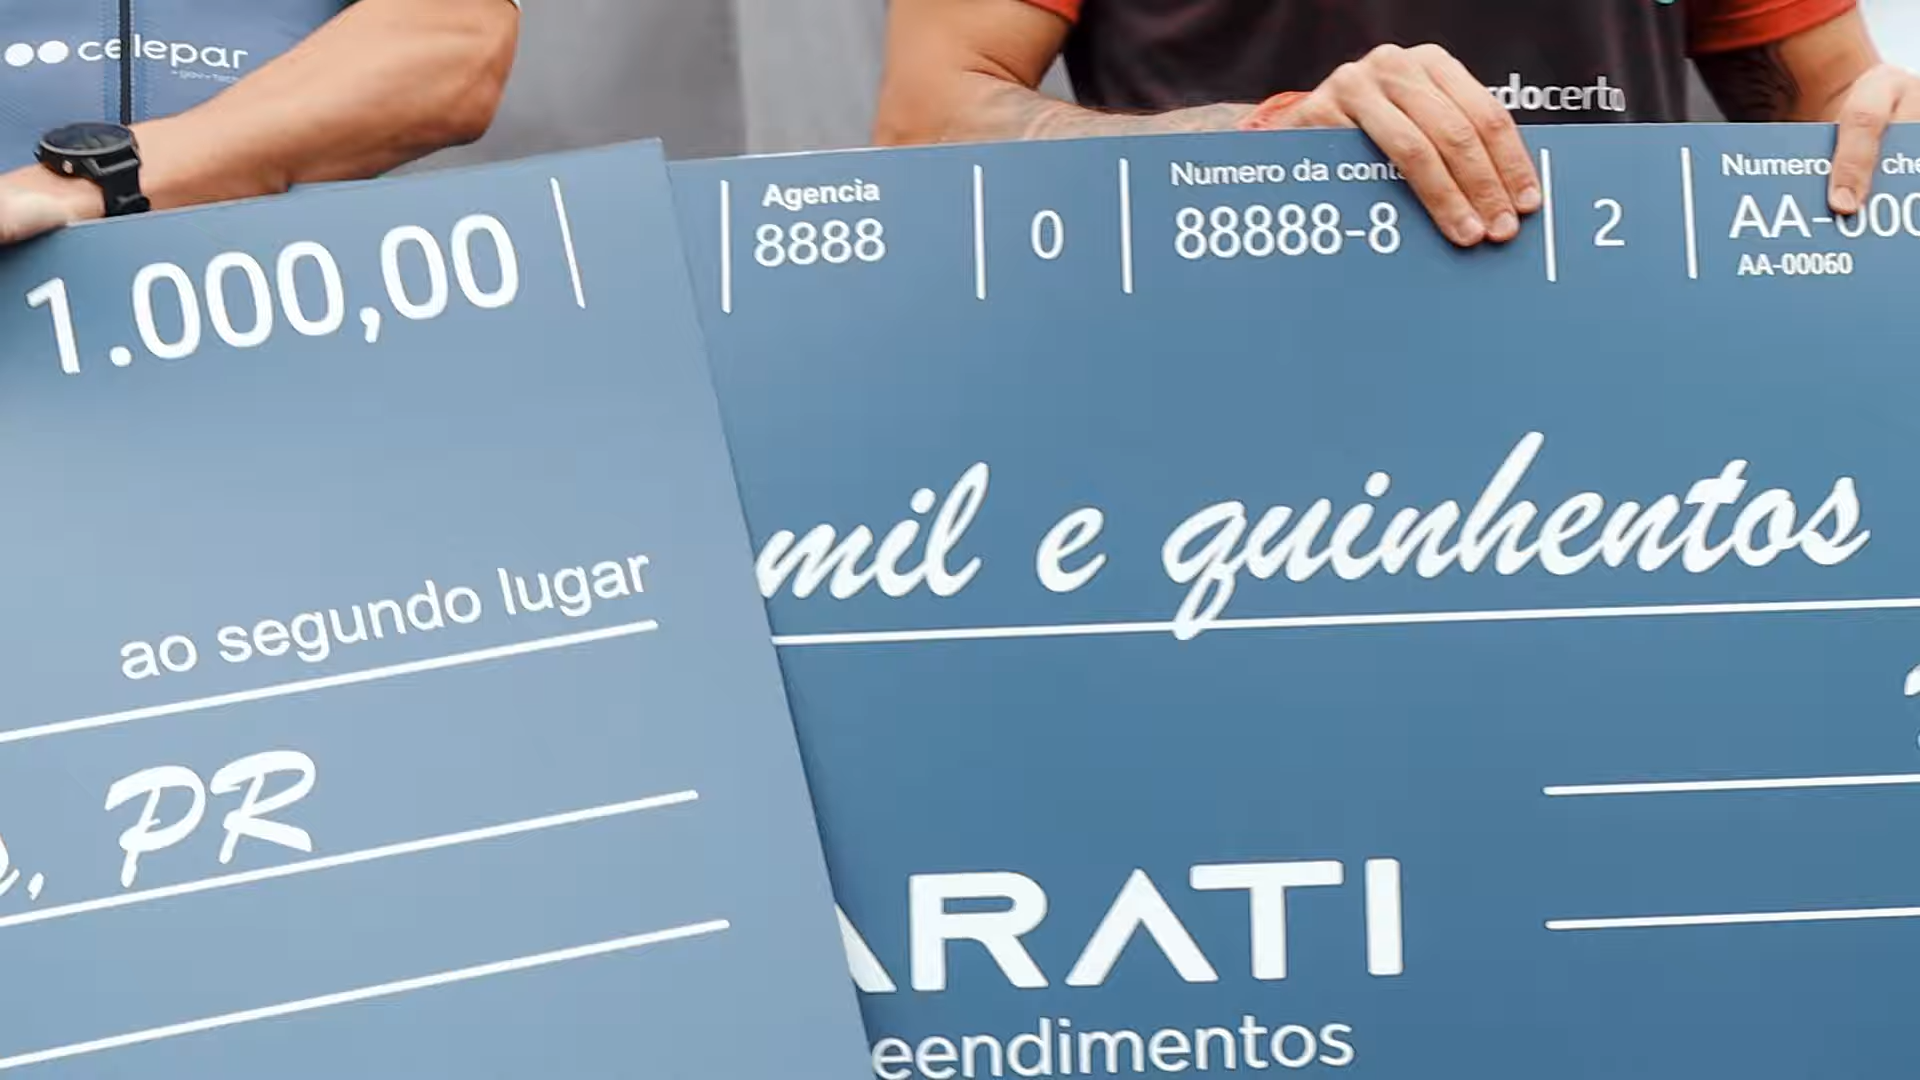 celepar
docerto
1.000,00
ao segundo lugar
, PR
Agencia
8888
0
Numero da
88888-8
2
Numero
AA-000
AA-00060
mil e quinhentos
ARATI
eendimentos